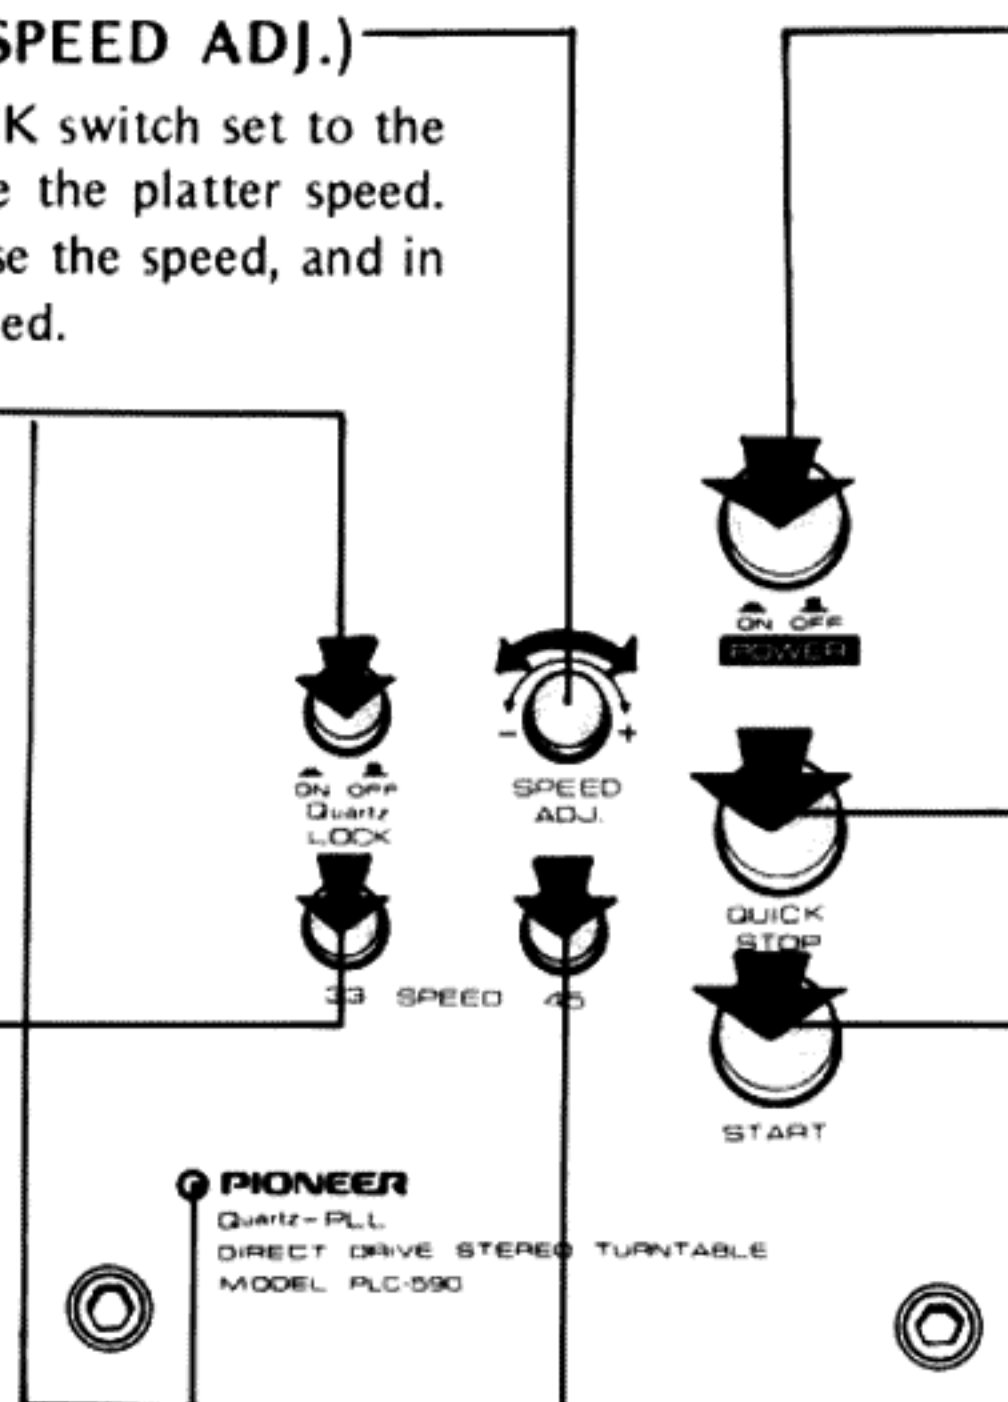 SPEED ADJ.)
K switch set to the
e the platter speed.
se the speed, and in
ed.
ON OFF
POWER
- +
ON OFF
Quartz
LOCK
SPEED
ADJ.
QUICK
STOP
33 SPEED 45
START
PIONEER
Quartz-PLL
DIRECT DRIVE STEREO TURNTABLE
MODEL PLC-590